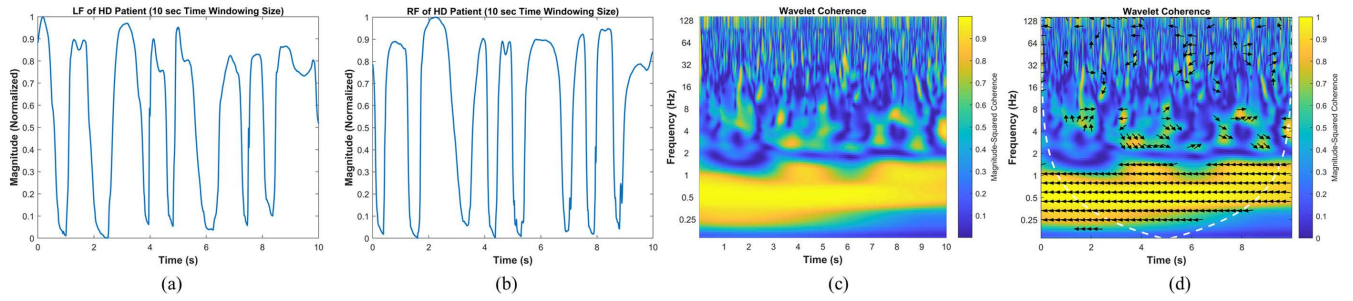 LF of HD Patient (10 sec Time Windowing Size)
Magnitude (Normalized)
1
0.9
0.8
0.7
0.6
0.5
0.4
0.3
0.2
0.1
0
0 2 4 6 8 10
Time (s)
(a)
RF of HD Patient (10 sec Time Windowing Size)
Magnitude (Normalized)
1
0.9
0.8
0.7
0.6
0.5
0.4
0.3
0.2
0.1
0
0 2 4 6 8 10
Time (s)
(b)
Wavelet Coherence
Frequency (Hz)
128
64
32
16
8
4
2
1
0.5
0.25
1 2 3 4 5 6 7 8 9 10
Time (s)
0.9
0.8
0.7
0.6
0.5
0.4
0.3
0.2
0.1
Magnitude-Squared Coherence
(c)
Wavelet Coherence
Frequency (Hz)
128
64
32
16
8
4
2
1
0.5
0.25
0 2 4 6 8
Time (s)
1
0.9
0.8
0.7
0.6
0.5
0.4
0.3
0.2
0.1
0
Magnitude-Squared Coherence
(d)